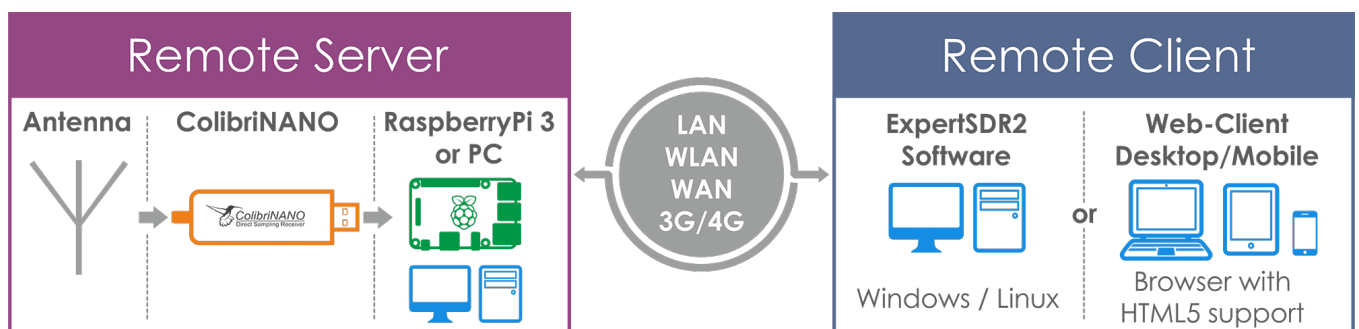 Remote Server
Antenna
ColibriNANO
RaspberryPi 3
or PC
ColibriNANO
Direct Sampling Receiver
LAN
WLAN
WAN
3G/4G
Remote Client
ExpertSDR2
Software
Windows / Linux
or
Web-Client
Desktop/Mobile
Browser with
HTML5 support